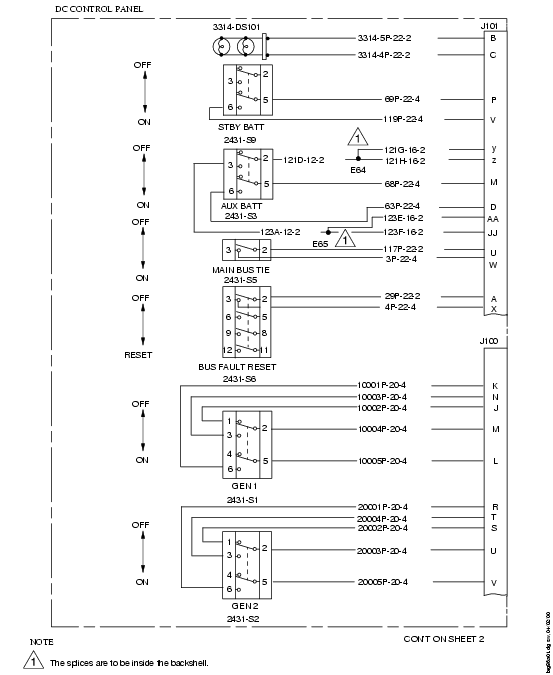 DC CONTROL PANEL
3314-DS101
J101
3314-5P-22-2 B
3314-4P-22-2 C
OFF
3 2
69P-22-4 P
6 5
119P-22-4 V
ON
STBY BATT
2431-S9
1
OFF
121G-16-2 y
3 2 121D-12-2 121H-16-2 z
E64
6 5 68P-22-4 M
ON
AUX BATT
2431-S3
63P-22-4 D
123E-16-2 AA
OFF
123A-12-2 123F-16-2 JJ
E65
1
3 2 117P-22-2 U
3P-22-4 W
ON
MAIN BUS TIE
2431-S5
OFF
3 2 29P-22-2 A
4P-22-4 X
6 5
9 8
12 11
RESET
BUS FAULT RESET
2431-S6
J100
10001P-20-4 K
10003P-20-4 N
OFF
10002P-20-4 J
1
3 2 10004P-20-4 M
4
6 5 10005P-20-4 L
ON
GEN 1
2431-S1
20001P-20-4 R
20004P-20-4 T
OFF
20002P-20-4 S
1
3 2 20003P-20-4 U
4
6 5 20005P-20-4 V
ON
GEN 2
2431-S2
CONT ON SHEET 2
NOTE
1 The splices are to be inside the backshell.